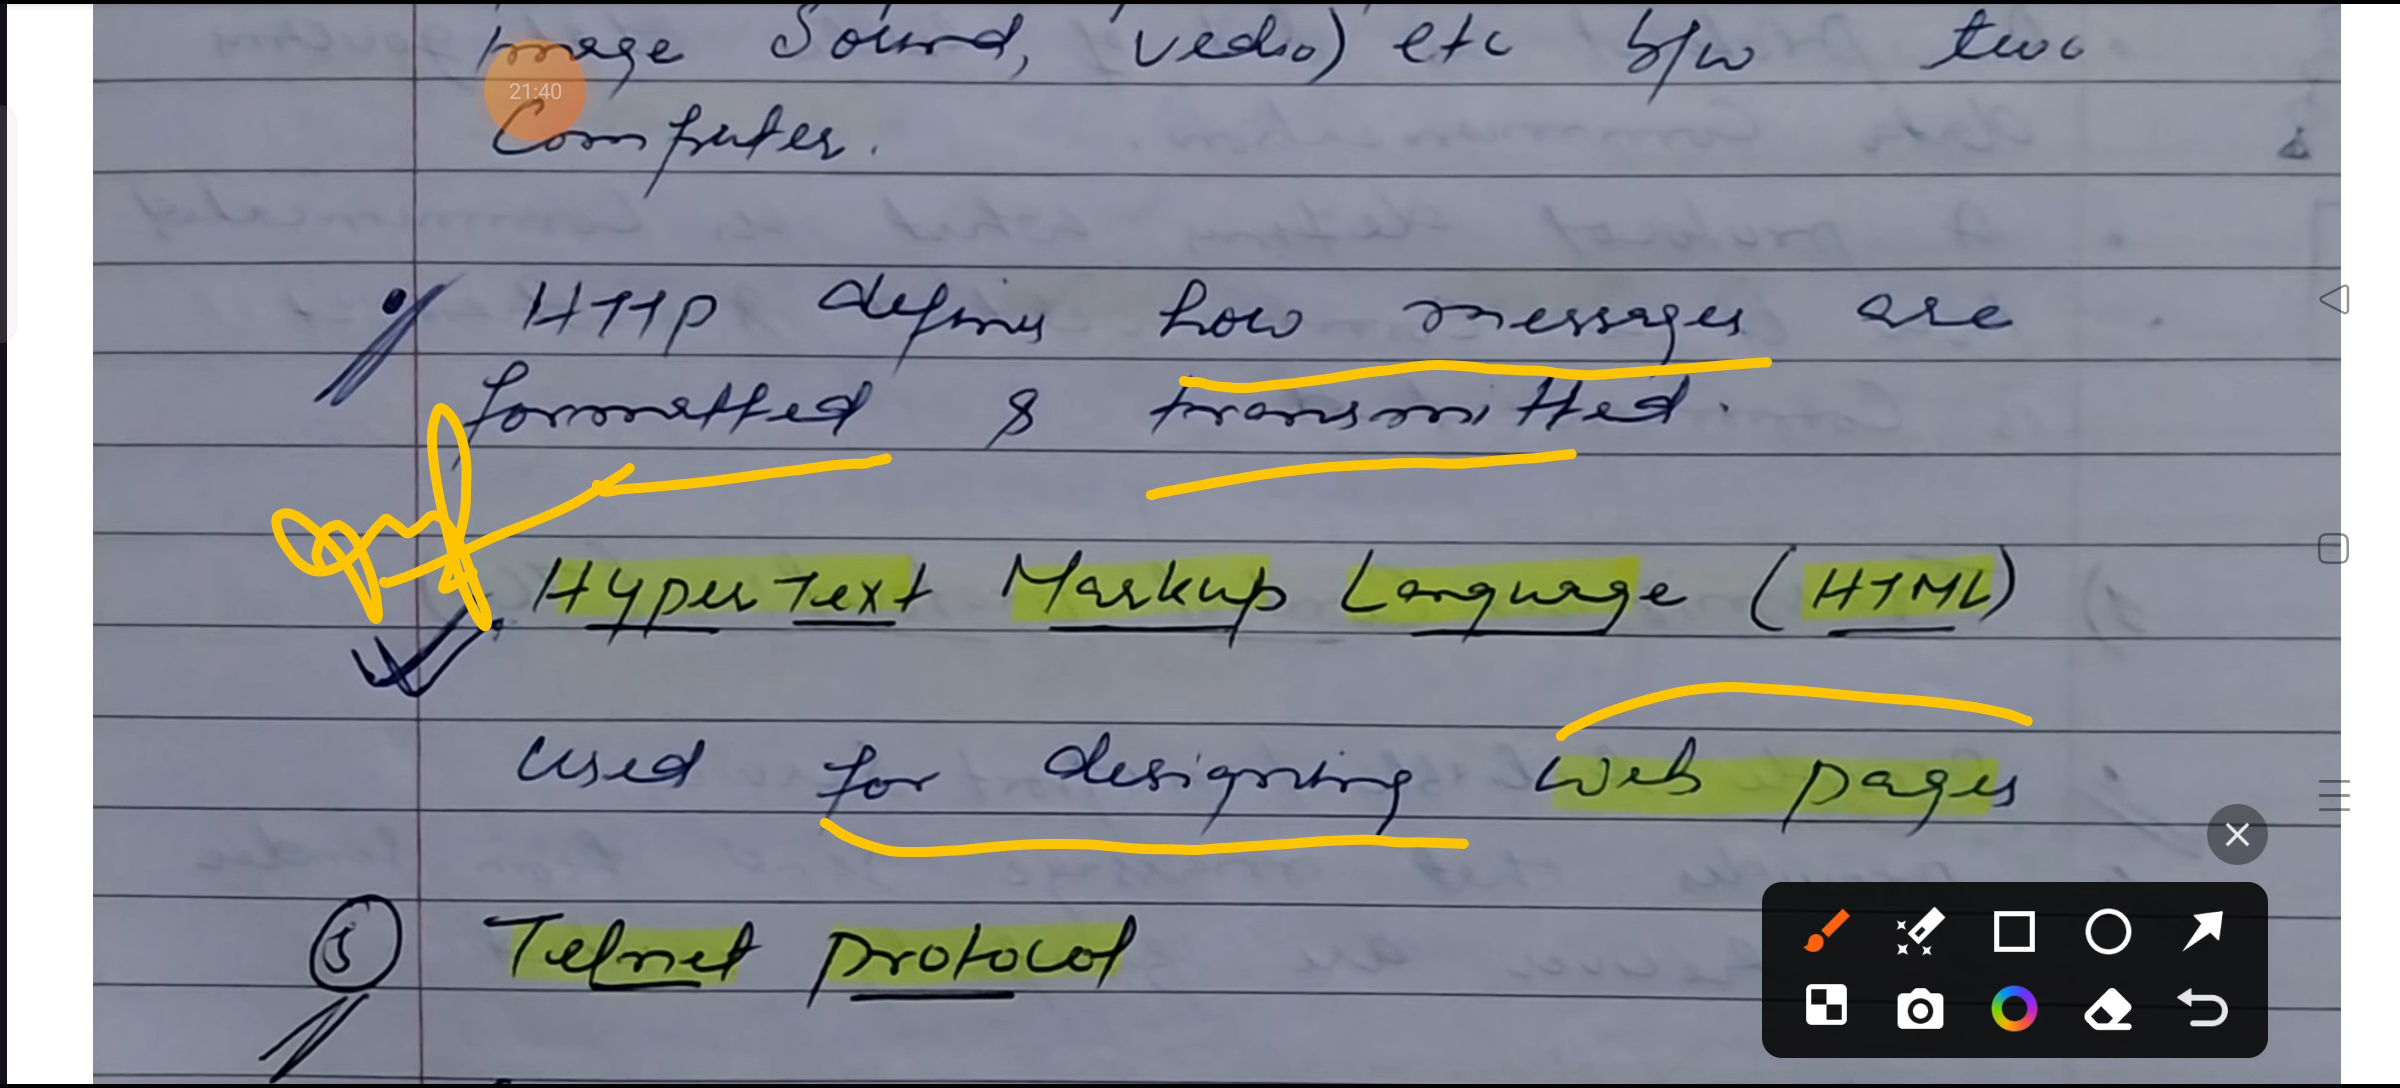 Image Sound, vedio) etc b/w two
21:40
Computer.
HTTP defines how messages are
formatted & transmitted.
imp
Hyper Text Markup Language (HTML)
used for designing web pages
5 Telnet protocol